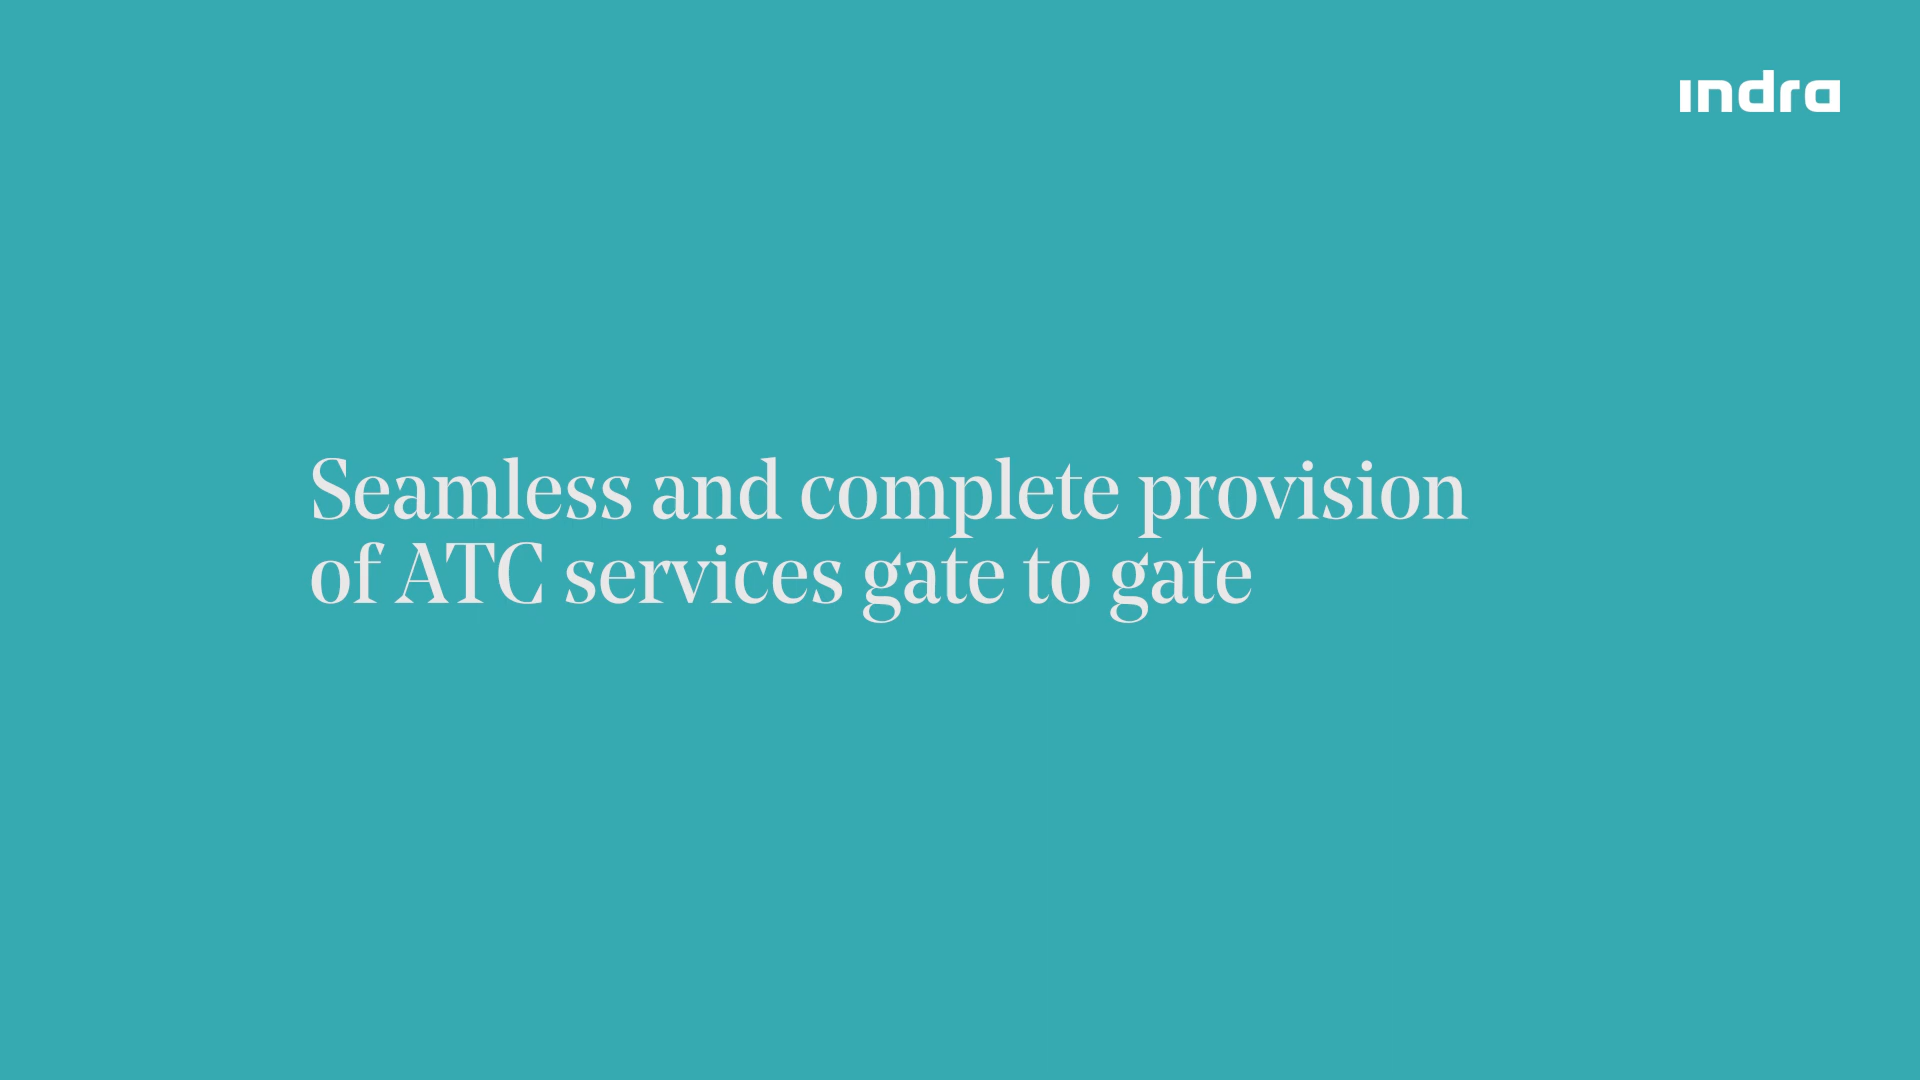 indra
Seamless and complete provision
of ATC services gate to gate